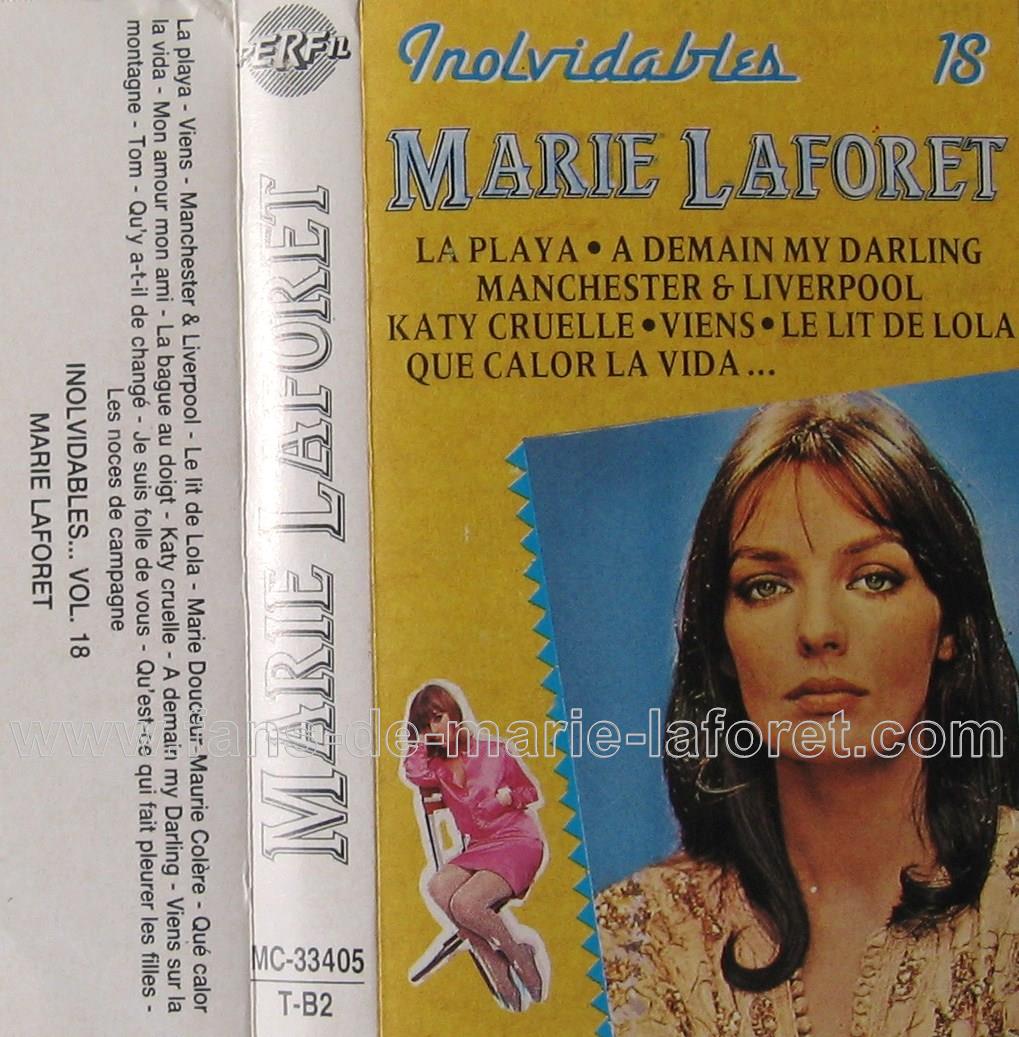 La playa - Viens - Manchester & Liverpool - Le lit de Lola - Marie Douceur-Maurie Colère - Qué calor
la vida - Mon amour mon ami - La bague au doigt - Katy cruelle - A demain my Darling - Viens sur la
montagne - Tom - Qu'y a-t-il de changé - Je suis folle de vous - Qu'est-ce qui fait pleurer les filles -
Les noces de campagne
INOLVIDABLES... VOL. 18
MARIE LAFORET
PERFIL
MARIE LAFORET
MC-33405
T-B2
Inolvidables 18
MARIE LAFORET
LA PLAYA • A DEMAIN MY DARLING
MANCHESTER & LIVERPOOL
KATY CRUELLE • VIENS • LE LIT DE LOLA
QUE CALOR LA VIDA ...
www.fans-de-marie-laforet.com